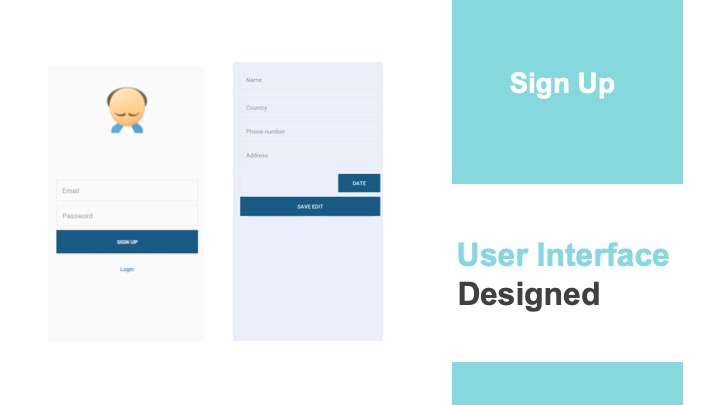 Email
Password
SIGN UP
Login
Name
Country
Phone number
Address
DATE
SAVE EDIT
Sign Up
User Interface
Designed